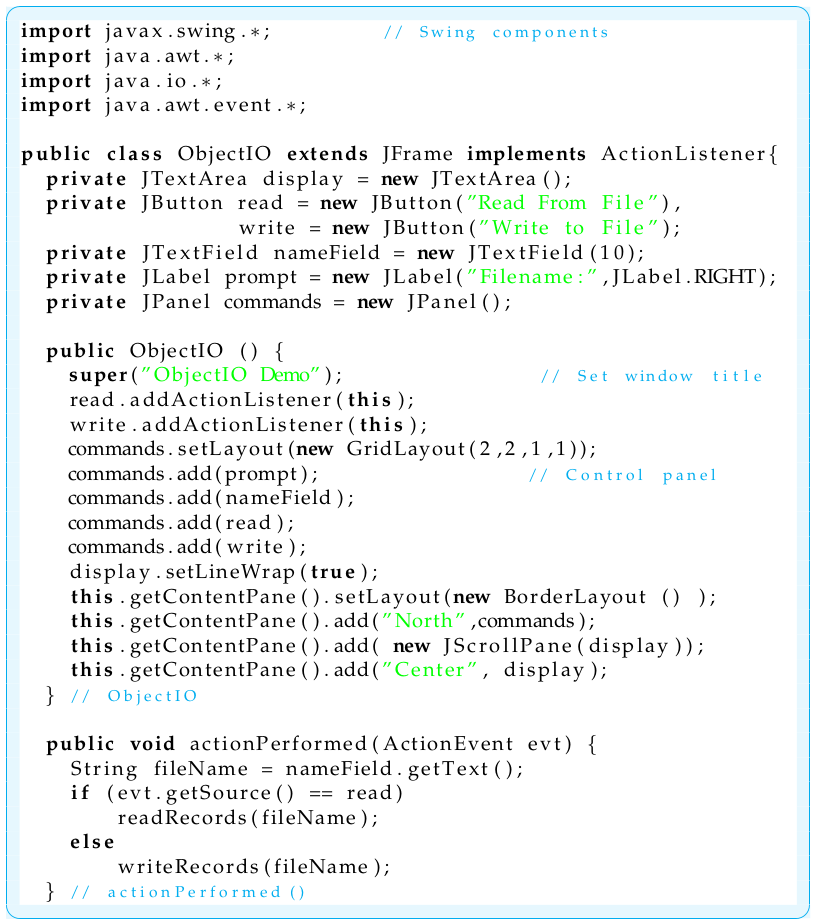 import javax.swing.*; // Swing components
import java.awt.*;
import java.io.*;
import java.awt.event.*;

public class ObjectIO extends JFrame implements ActionListener{
  private JTextArea display = new JTextArea();
  private JButton read = new JButton("Read From File"),
                  write = new JButton("Write to File");
  private JTextField nameField = new JTextField(10);
  private JLabel prompt = new JLabel("Filename:",JLabel.RIGHT);
  private JPanel commands = new JPanel();

  public ObjectIO () {
    super("ObjectIO Demo"); // Set window title
    read.addActionListener(this);
    write.addActionListener(this);
    commands.setLayout(new GridLayout(2,2,1,1));
    commands.add(prompt); // Control panel
    commands.add(nameField);
    commands.add(read);
    commands.add(write);
    display.setLineWrap(true);
    this.getContentPane().setLayout(new BorderLayout () );
    this.getContentPane().add("North",commands);
    this.getContentPane().add( new JScrollPane(display));
    this.getContentPane().add("Center", display);
  } // ObjectIO

  public void actionPerformed(ActionEvent evt) {
    String fileName = nameField.getText();
    if (evt.getSource() == read)
        readRecords(fileName);
    else
        writeRecords(fileName);
  } // actionPerformed()